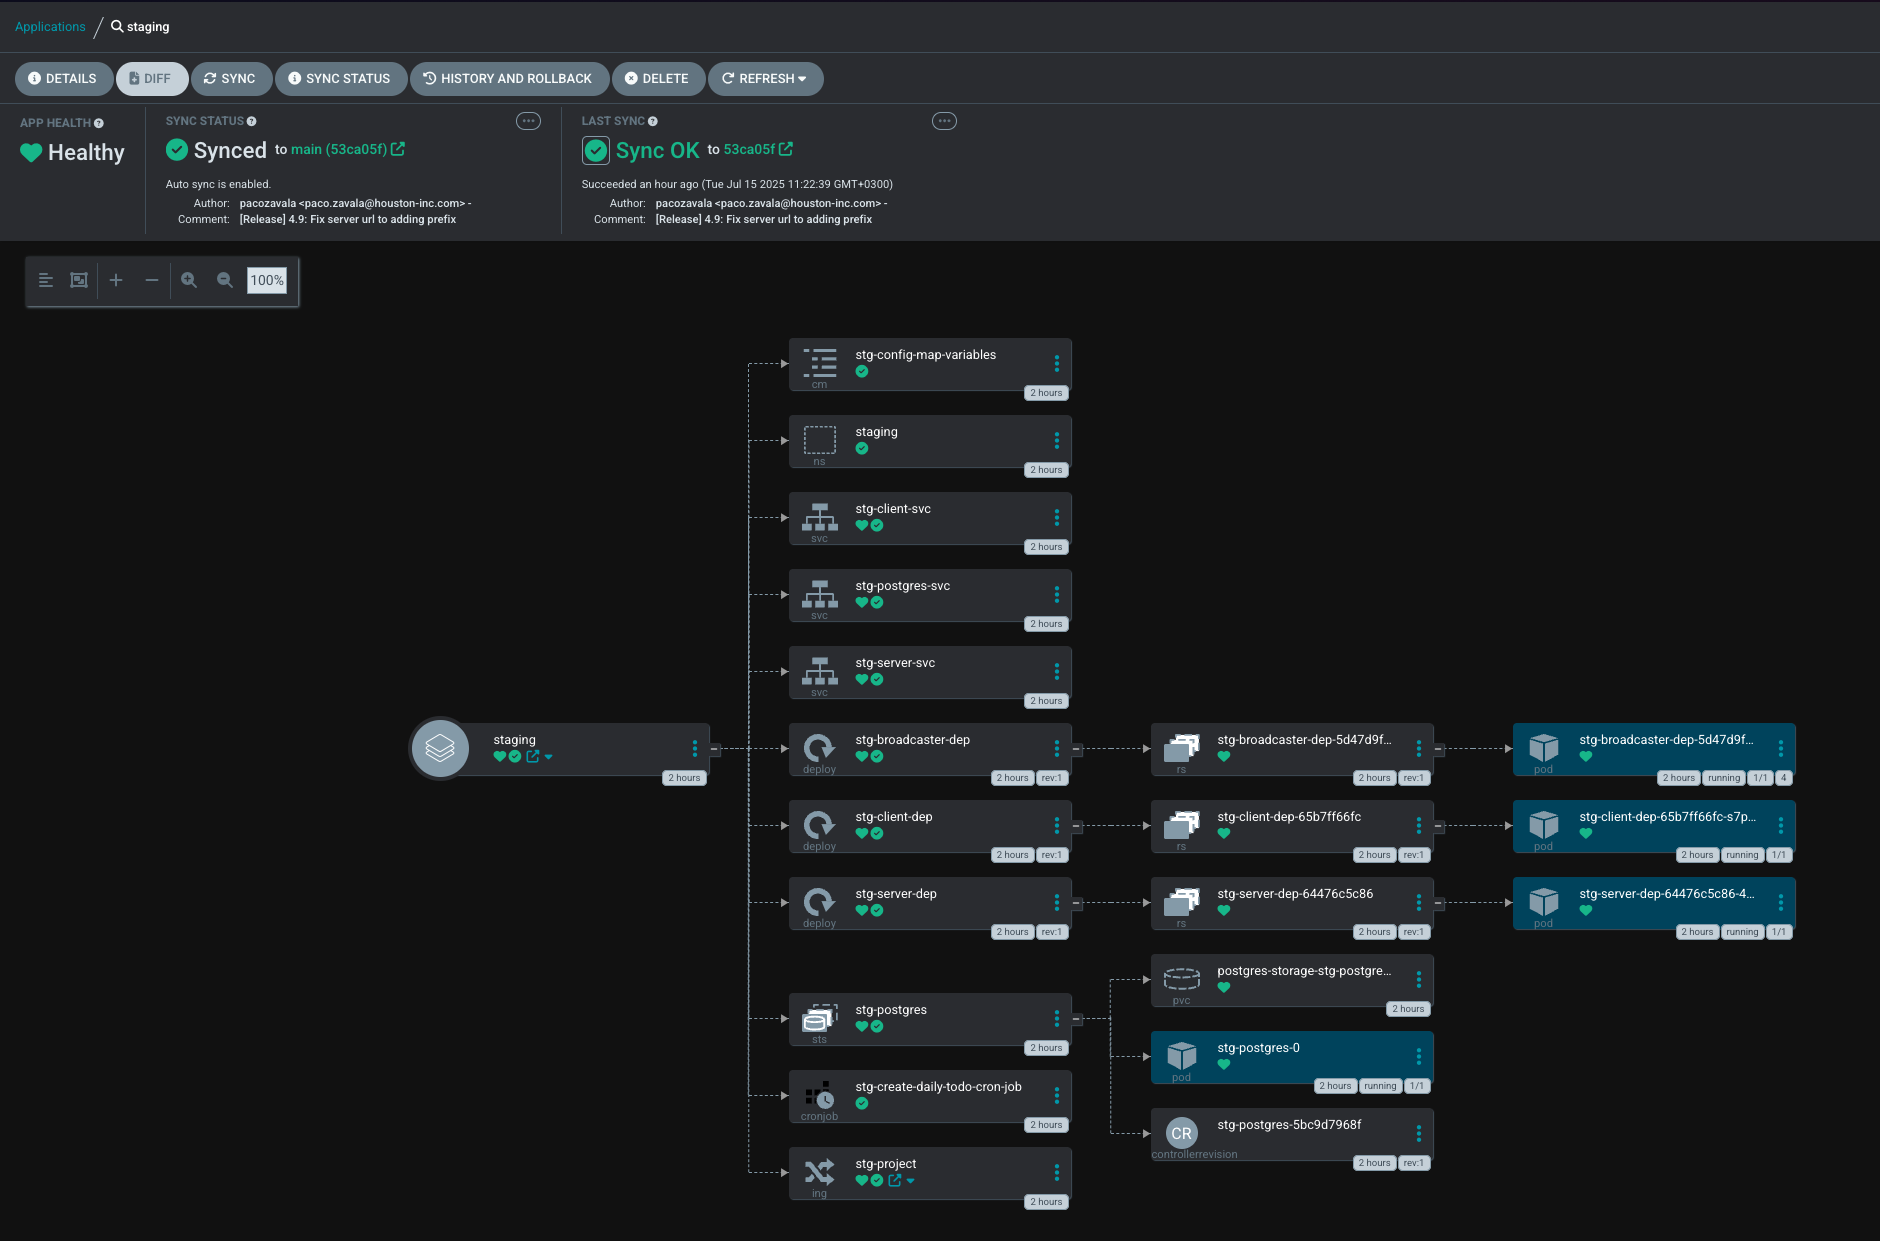 Applications / staging
DETAILS DIFF SYNC SYNC STATUS HISTORY AND ROLLBACK DELETE REFRESH
APP HEALTH
Healthy
SYNC STATUS
Synced to main (53ca05f)
Auto sync is enabled.
Author: pacozavala <paco.zavala@houston-inc.com> -
Comment: [Release] 4.9: Fix server url to adding prefix
LAST SYNC
Sync OK to 53ca05f
Succeeded an hour ago (Tue Jul 15 2025 11:22:39 GMT+0300)
Author: pacozavala <paco.zavala@houston-inc.com> -
Comment: [Release] 4.9: Fix server url to adding prefix
100%
staging
2 hours
stg-config-map-variables
cm
2 hours
staging
ns
2 hours
stg-client-svc
svc
2 hours
stg-postgres-svc
svc
2 hours
stg-server-svc
svc
2 hours
stg-broadcaster-dep
deploy
2 hours rev:1
stg-broadcaster-dep-5d47d9f...
rs
2 hours rev:1
stg-broadcaster-dep-5d47d9f...
pod
2 hours running 1/1 4
stg-client-dep
deploy
2 hours rev:1
stg-client-dep-65b7ff66fc
rs
2 hours rev:1
stg-client-dep-65b7ff66fc-s7p...
pod
2 hours running 1/1
stg-server-dep
deploy
2 hours rev:1
stg-server-dep-64476c5c86
rs
2 hours rev:1
stg-server-dep-64476c5c86-4...
pod
2 hours running 1/1
stg-postgres
sts
2 hours
postgres-storage-stg-postgre...
pvc
2 hours
stg-postgres-0
pod
2 hours running 1/1
CR
stg-postgres-5bc9d7968f
controllerrevision
2 hours rev:1
stg-create-daily-todo-cron-job
cronjob
2 hours
stg-project
ing
2 hours